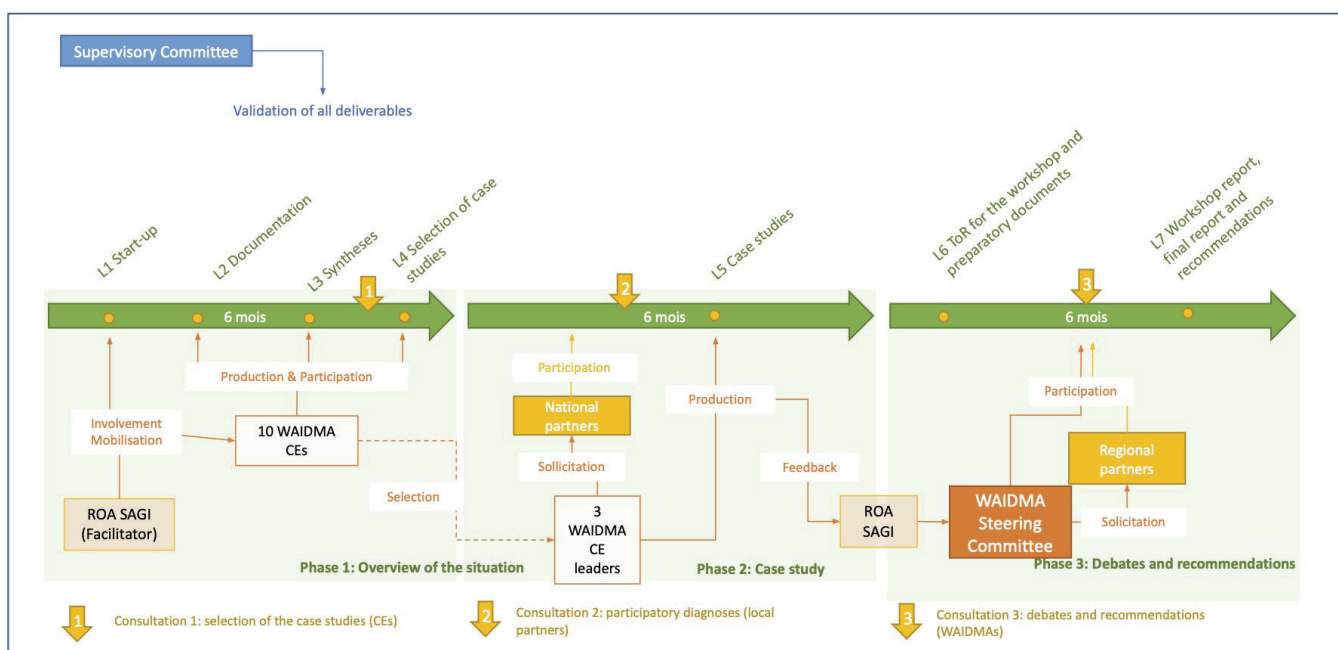 Supervisory Committee
Validation of all deliverables
L1 Start-up
L2 Documentation
L3 Syntheses
L4 Selection of case
studies
L5 Case studies
L6 ToR for the workshop and
preparatory documents
L7 Workshop report,
final report and
recommendations
1
2
3
6 mois
6 mois
6 mois
Production & Participation
Involvement
Mobilisation
10 WAIDMA
CEs
ROA SAGI
(Facilitator)
Selection
Phase 1: Overview of the situation
Participation
National
partners
Sollicitation
3
WAIDMA
CE
leaders
Production
Feedback
Phase 2: Case study
ROA
SAGI
Participation
Regional
partners
WAIDMA
Steering
Committee
Solicitation
Phase 3: Debates and recommendations
1
Consultation 1: selection of the case studies (CEs)
2
Consultation 2: participatory diagnoses (local
partners)
3
Consultation 3: debates and recommendations
(WAIDMAs)